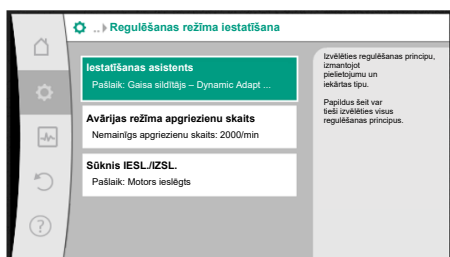 ..▸ Regulēšanas režīma iestatīšana
Iestatīšanas asistents
Pašlaik: Gaisa sildītājs – Dynamic Adapt ...
Avārijas režīma apgriezienu skaits
Nemainīgs apgriezienu skaits: 2000/min
Sūknis IESL./IZSL.
Pašlaik: Motors ieslēgts
Izvēlēties regulēšanas principu,
izmantojot
pielietojumu un
iekārtas tipu.
Papildus šeit var
tieši izvēlēties visus
regulēšanas principus.